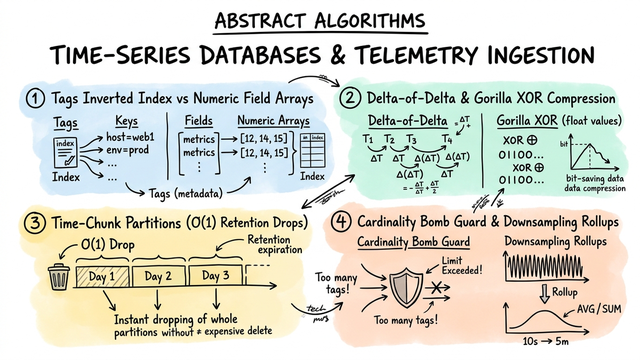 ABSTRACT ALGORITHMS
TIME-SERIES DATABASES & TELEMETRY INGESTION
1 Tags Inverted Index vs Numeric Field Arrays
Tags
Keys
index
host=web1
env=prod
...
...
Index
Tags (metadata)
Fields
Numeric Arrays
metrics
[12, 14, 15]
metrics
[12, 14, 15]
...
...
index
Index
2 Delta-of-Delta & Gorilla XOR Compression
Delta-of-Delta
T1 T2 T3 T4
ΔT Δ(ΔT) Δ(ΔT)
Δ(ΔT) ΔT
Gorilla XOR (float values)
XOR ⊕
01100...
XOR ⊕
01100...
bit
bit-saving data
data compression
3 Time-Chunk Partitions (O(1) Retention Drops)
O(1) Drop
Retention
expiration
Day 1
Day 2
Day 3
Instant dropping of whole
partitions without ≠ expensive delete
4 Cardinality Bomb Guard & Downsampling Rollups
Cardinality Bomb Guard
Too many
tags!
Limit
Exceeded!
Too many tags!
Downsampling Rollups
Rollup
AVG/SUM
10s → 5m